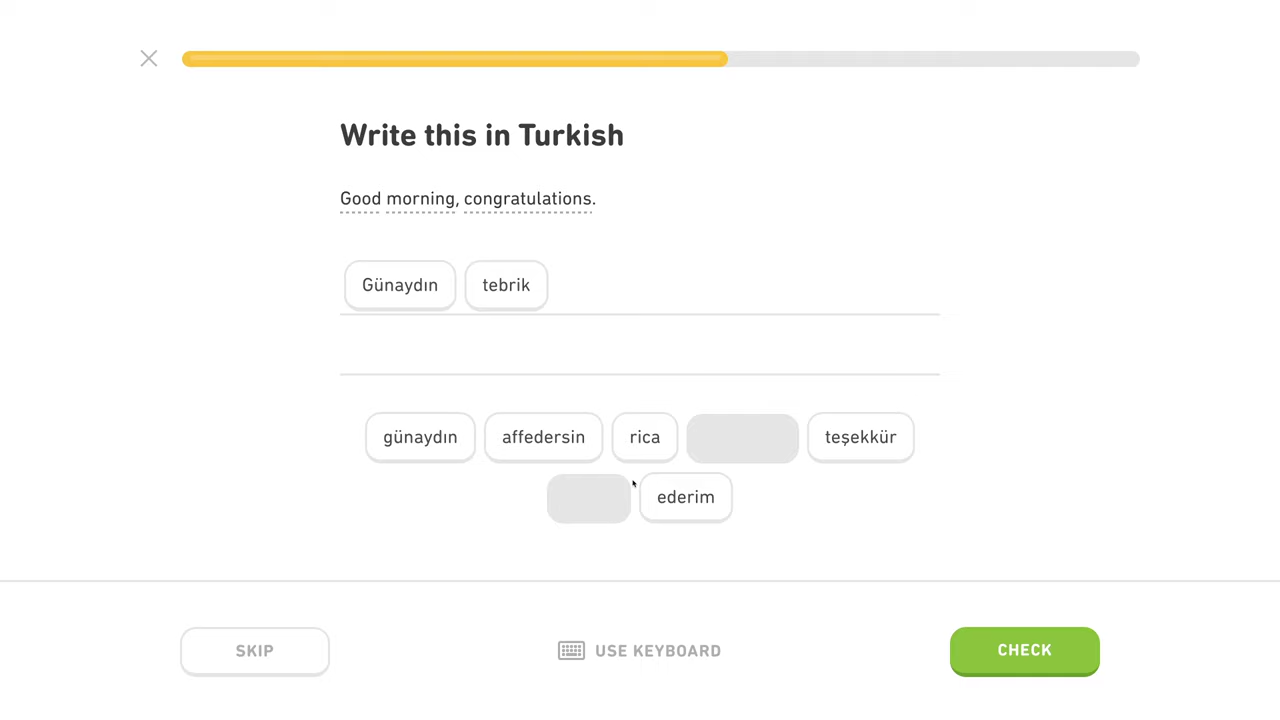 Write this in Turkish
Good morning, congratulations.
Günaydın tebrik
günaydın affedersin rica teşekkür
ederim
SKIP USE KEYBOARD CHECK